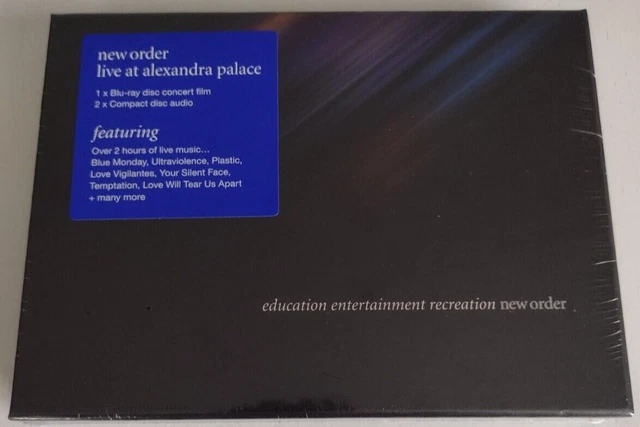 new order
live at alexandra palace
1 x Blu-ray disc concert film
2 x Compact disc audio
featuring
Over 2 hours of live music...
Blue Monday, Ultraviolence, Plastic,
Love Vigilantes, Your Silent Face,
Temptation, Love Will Tear Us Apart
+ many more
education entertainment recreation new order